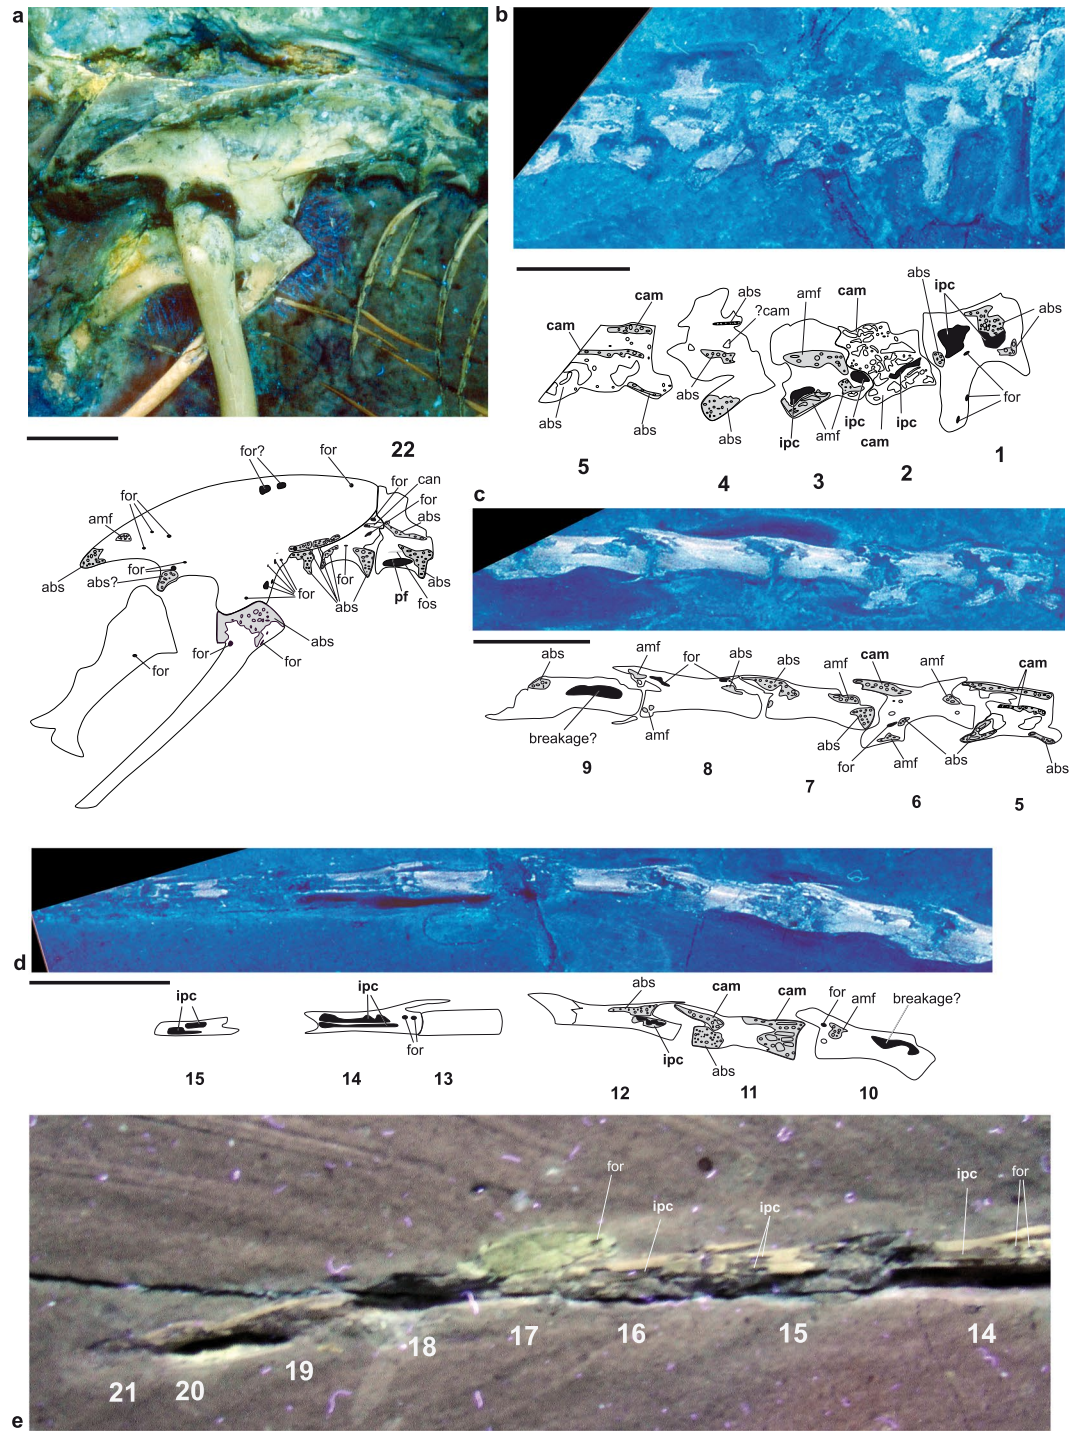 a
b
abs
ipc
amf
cam
abs
cam
abs
?cam
cam
for
abs
abs
abs
abs
ipc
amf
ipc
cam
ipc
5
4
3
2
1
22
for?
for
for
can
for
for
abs
amf
abs
abs?
for
for
for
abs
pf
abs
fos
abs
for
for
for
c
abs
amf
for
abs
abs
amf
cam
amf
cam
breakage?
amf
abs
for
amf
abs
abs
9
8
7
6
5
d
ipc
ipc
abs
cam
cam
for
amf
breakage?
for
ipc
abs
15
14
13
12
11
10
for
ipc
ipc
ipc
for
21
20
19
18
17
16
15
14
e